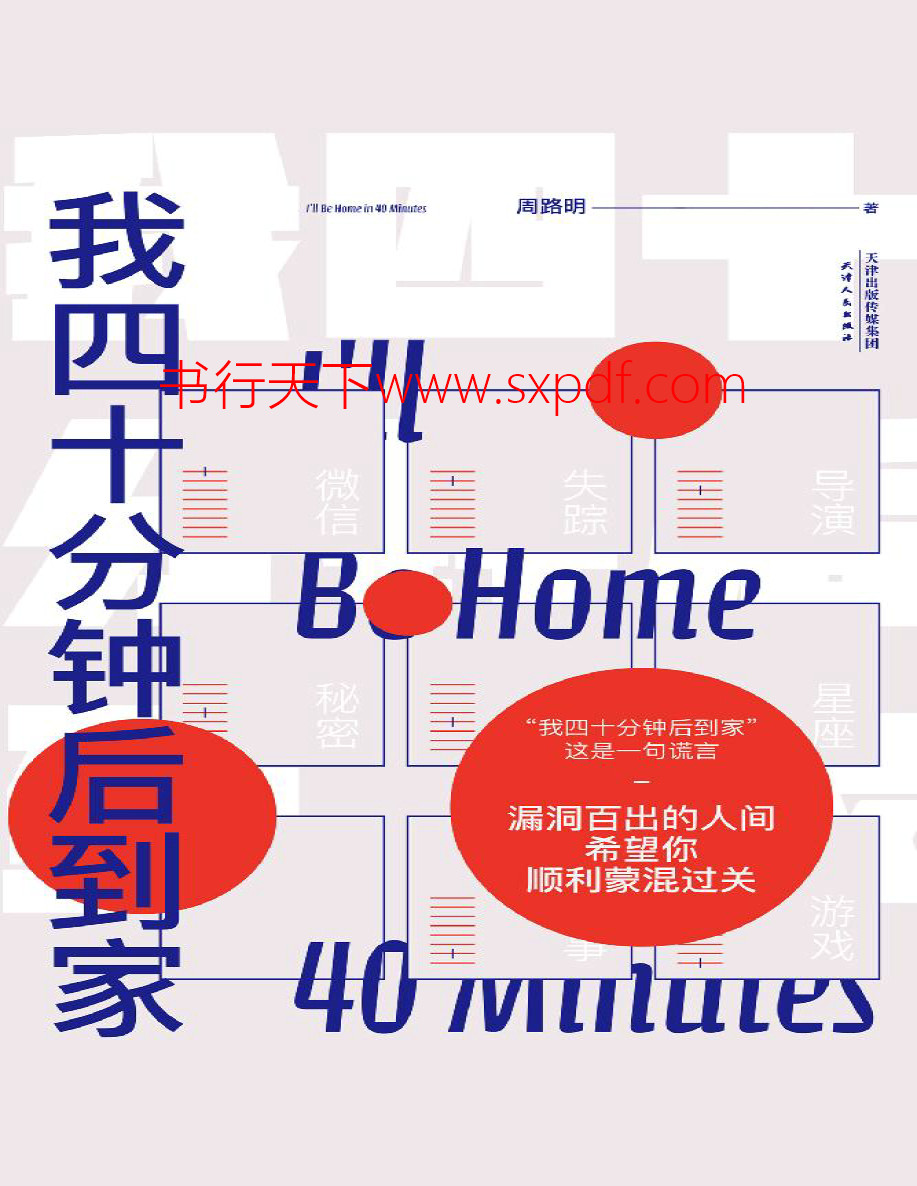 我四十分钟后到家
I'll Be Home in 40 Minutes
周路明 著
天津出版传媒集团
天津人民出版社
I'll
书行天下www.sxpdf.com
微信
失踪
导演
Be Home
秘密
星座
“我四十分钟后到家”
这是一句谎言
漏洞百出的人间
希望你
顺利蒙混过关
事
游戏
40 Minutes